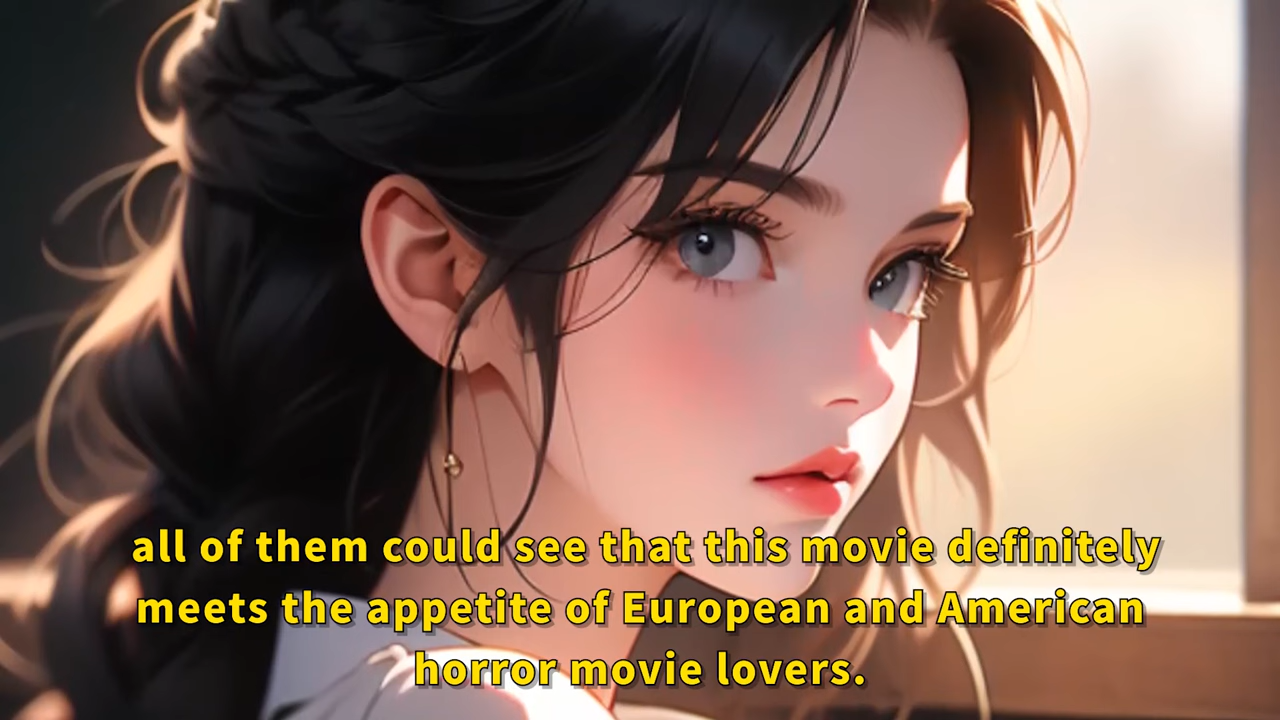 all of them could see that this movie definitely
meets the appetite of European and American
horror movie lovers.